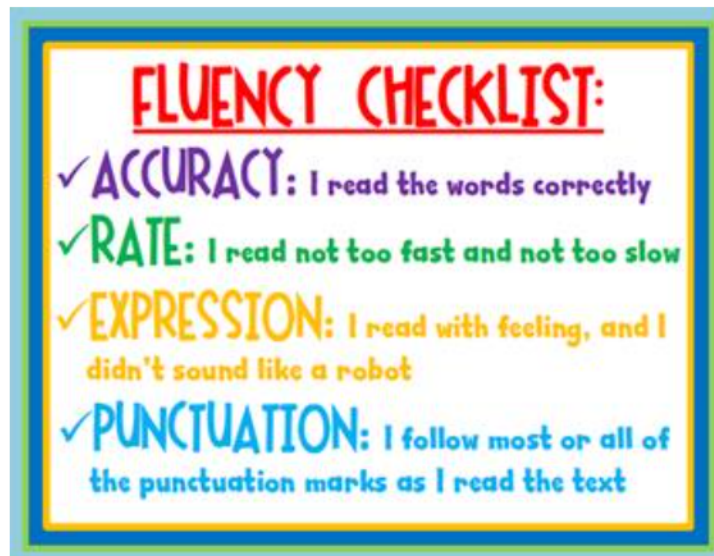 FLUENCY CHECKLIST:
ACCURACY: I read the words correctly
RATE: I read not too fast and not too slow
EXPRESSION: I read with feeling, and I
didn't sound like a robot
PUNCTUATION: I follow most or all of
the punctuation marks as I read the text